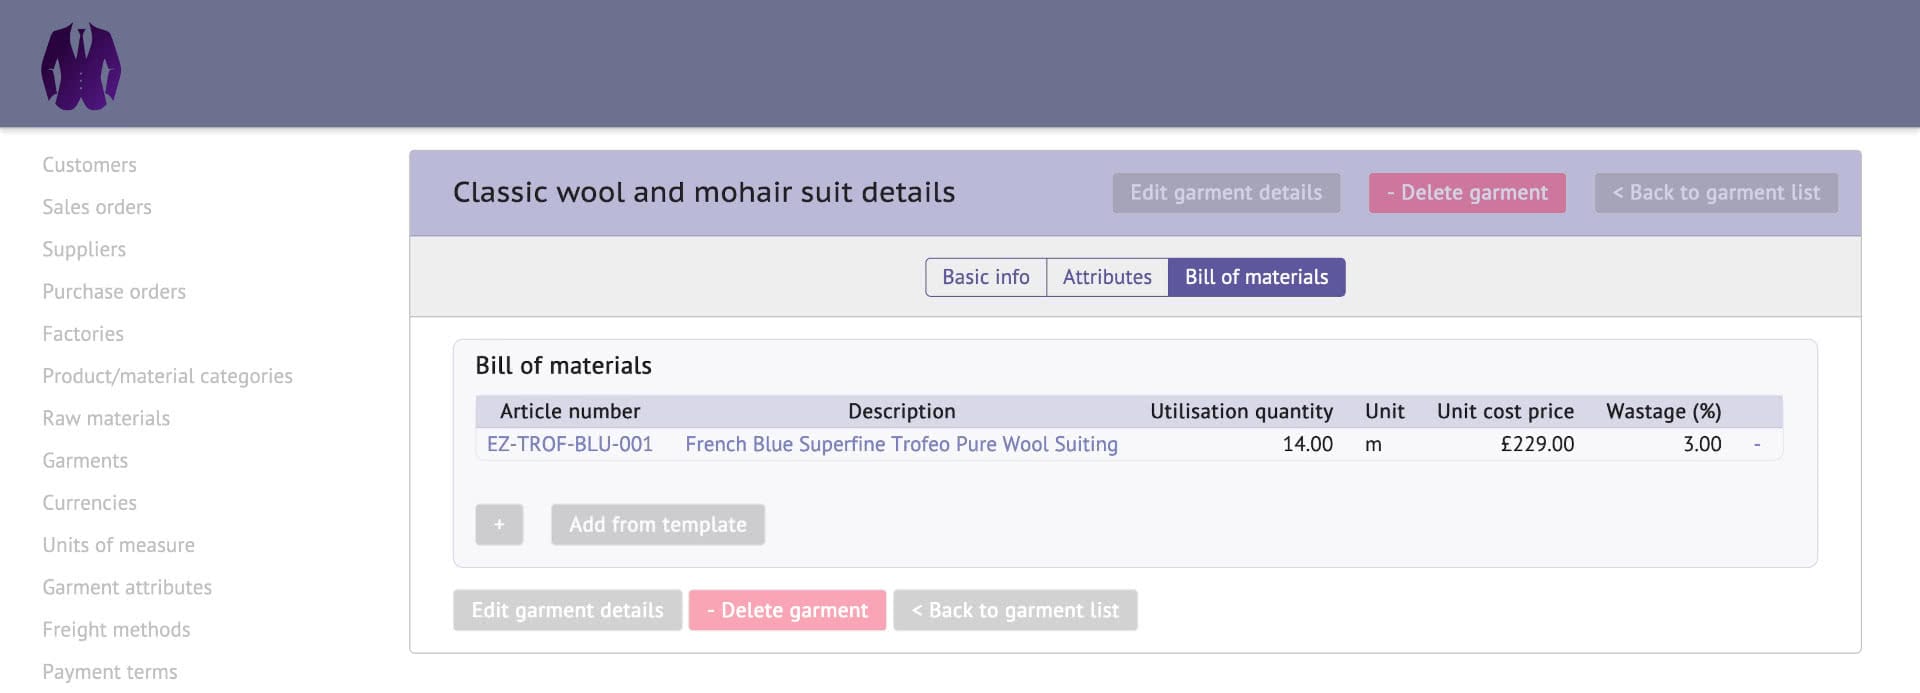 Customers
Sales orders
Suppliers
Purchase orders
Factories
Product/material categories
Raw materials
Garments
Currencies
Units of measure
Garment attributes
Freight methods
Payment terms
Classic wool and mohair suit details
Edit garment details
- Delete garment
< Back to garment list
Basic info
Attributes
Bill of materials
Bill of materials
Article number Description Utilisation quantity Unit Unit cost price Wastage (%)
EZ-TROF-BLU-001 French Blue Superfine Trofeo Pure Wool Suiting 14.00 m £229.00 3.00 -
+
Add from template
Edit garment details
- Delete garment
< Back to garment list